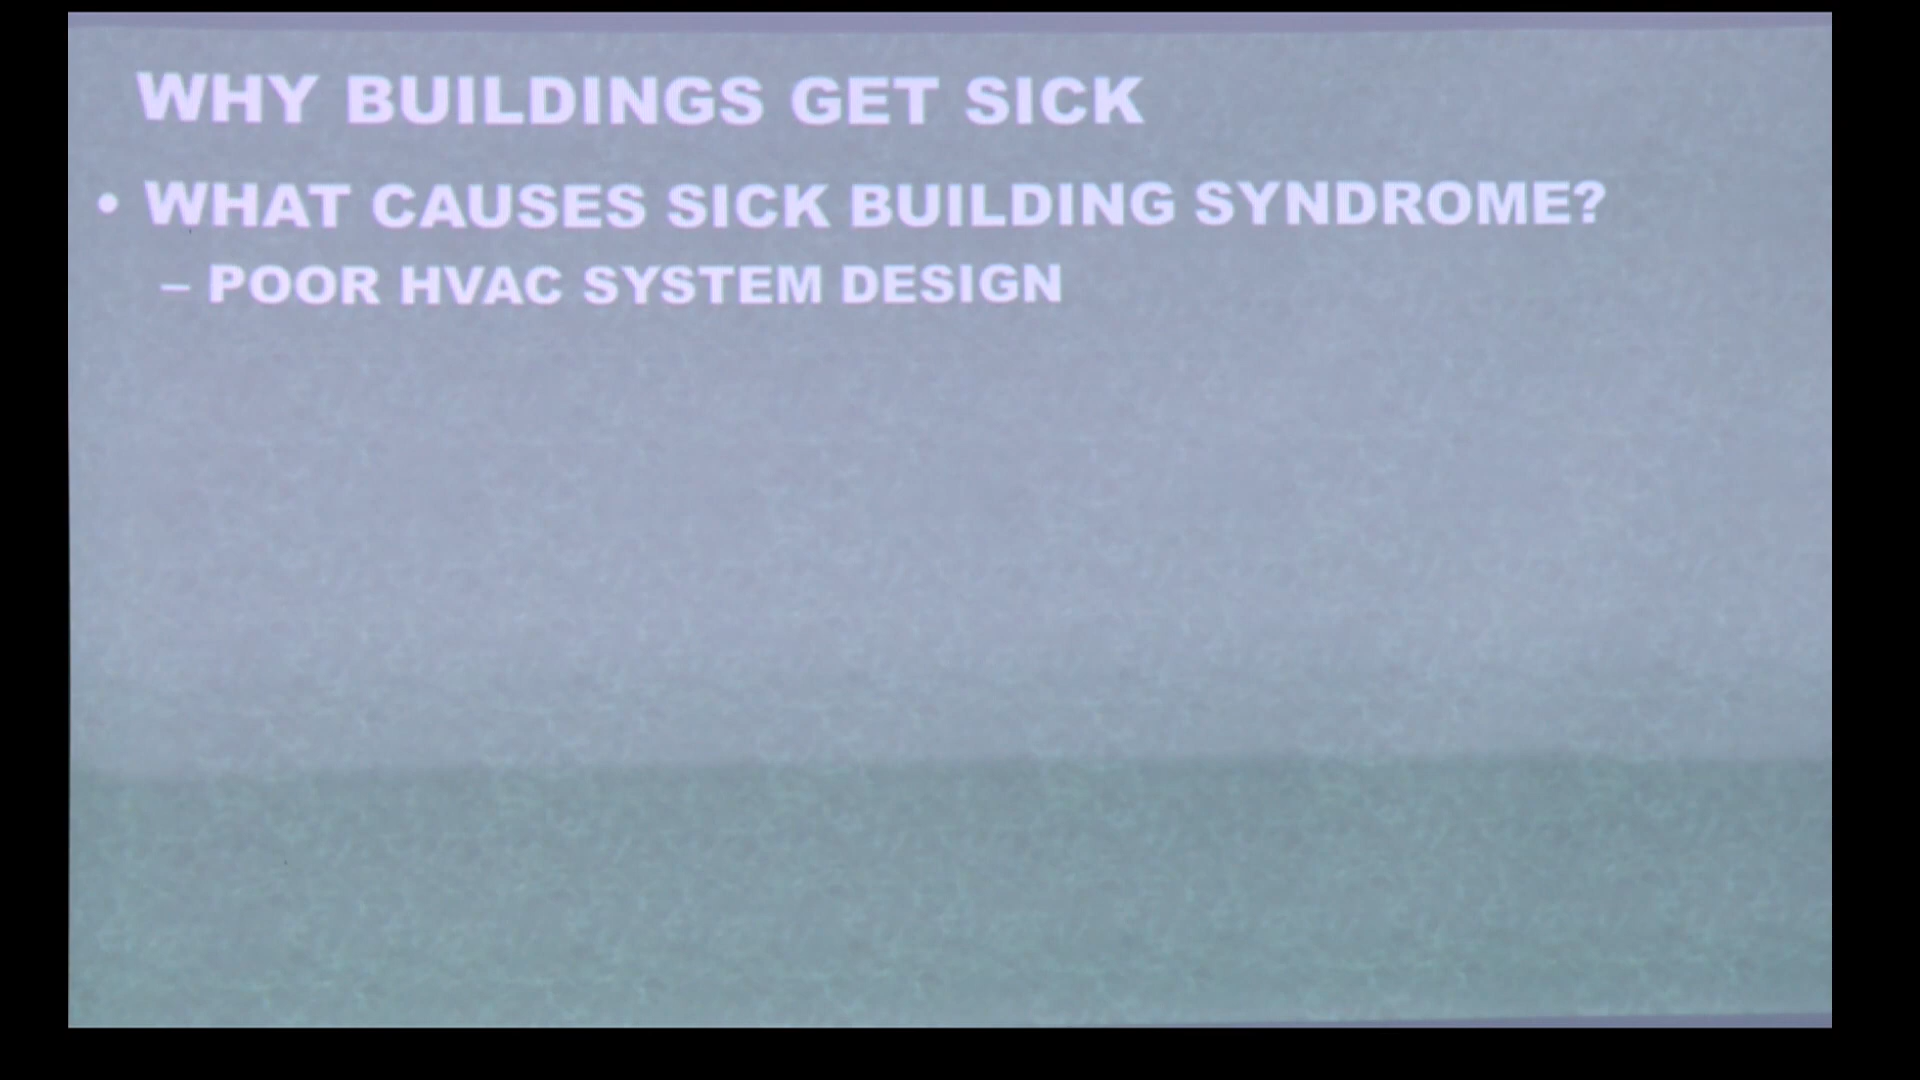 WHY BUILDINGS GET SICK
• WHAT CAUSES SICK BUILDING SYNDROME?
– POOR HVAC SYSTEM DESIGN